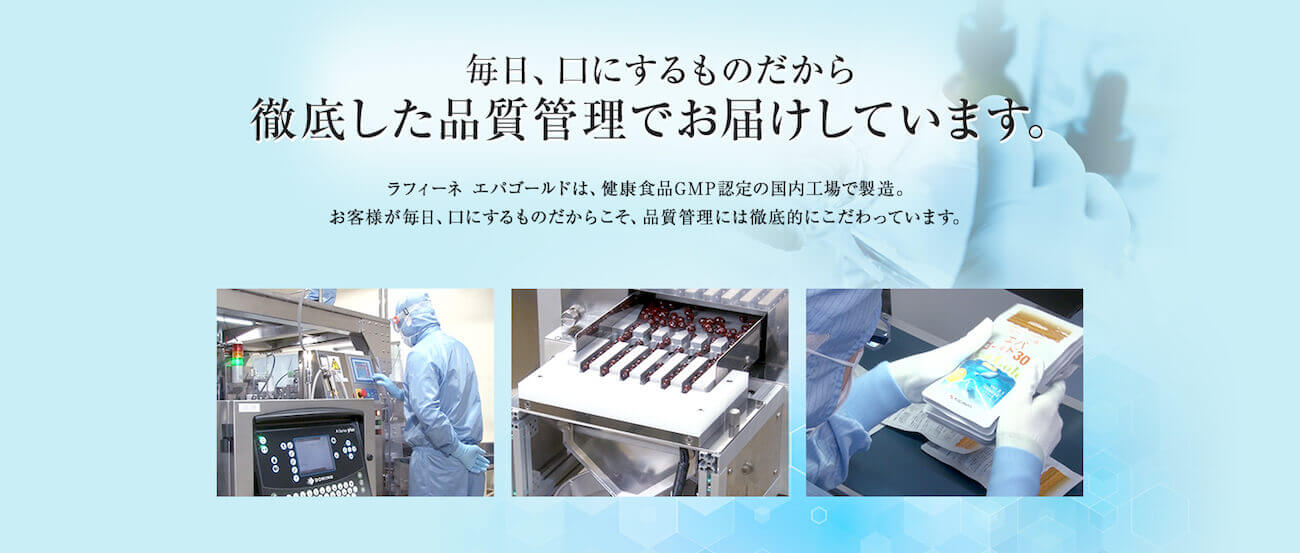 毎日、口にするものだから
徹底した品質管理でお届けしています。
ラフィーネ エパゴールドは、健康食品GMP認定の国内工場で製造。
お客様が毎日、口にするものだからこそ、品質管理には徹底的にこだわっています。
DOMINO